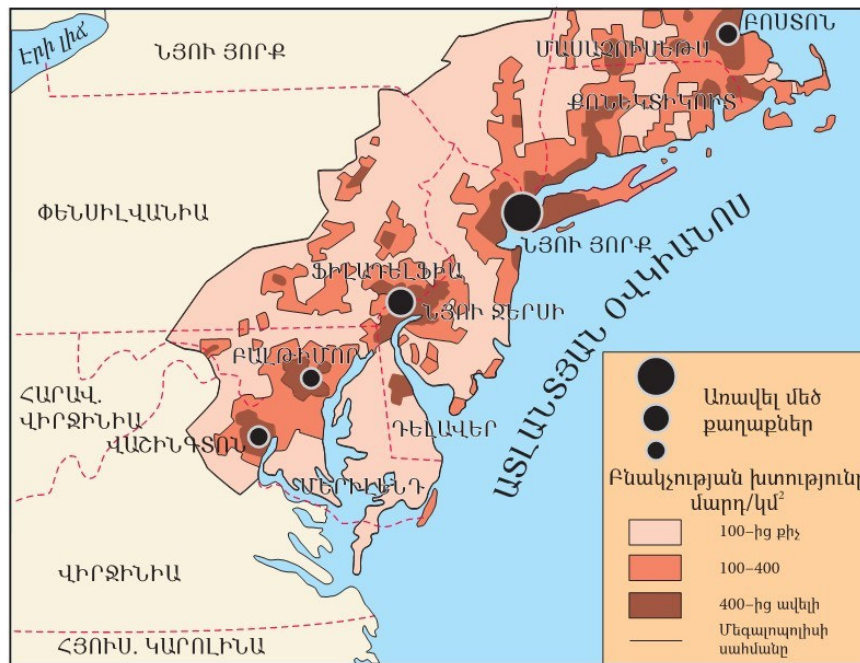 Էրի լիճ
ՆՅՈՒ ՅՈՐՔ
ԲՈՍՏՈՆ
ՄԱՍԱՉՈՒՍԵԹՍ
ՔՈՆԵԿՏԻԿՈՒՏ
ՓԵՆՍԻԼՎԱՆԻԱ
ՆՅՈՒ ՅՈՐՔ
ՖԻԼԱԴԵԼՖԻԱ
ՆՅՈՒ ՋԵՐՍԻ
ԲԱԼԹԻՄՈՐ
ՀԱՐԱՎ.
ՎԻՐՋԻՆԻԱ
ՎԱՇԻՆԳՏՈՆ
ԴԵԼԱՎԵՐ
ՄԵՐԻԼԵՆԴ
ՎԻՐՋԻՆԻԱ
ՀՅՈՒՍ. ԿԱՐՈԼԻՆԱ
ԱՏԼԱՆՏՅԱՆ ՕՎԿԻԱՆՈՍ
Առավել մեծ
քաղաքներ
Բնակչության խտությունը
մարդ/կմ²
100–ից քիչ
100–400
400–ից ավելի
Մեգալոպոլիսի
սահմանը